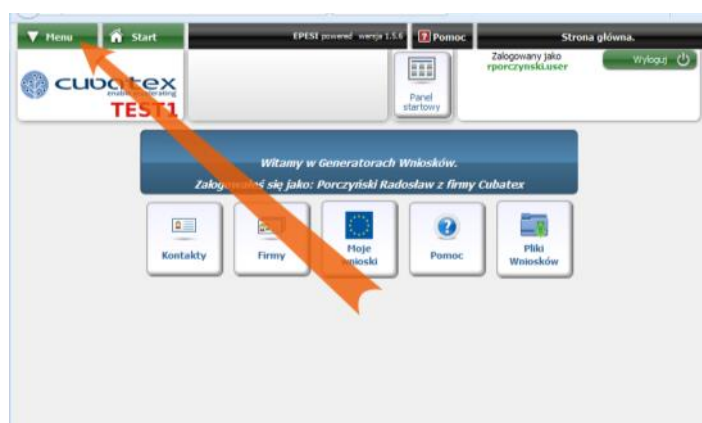 Menu
Start
EPESI powered wersja 1.5.6
Pomoc
Strona główna.
cubatex
TEST1
Panel
startowy
Zalogowany jako
rporczynski.user
Wyloguj
Witamy w Generatorach Wniosków.
Zalogowałeś się jako: Porczyński Radosław z firmy Cubatex
Kontakty
Firmy
Moje
wnioski
Pomoc
Pliki
Wniosków